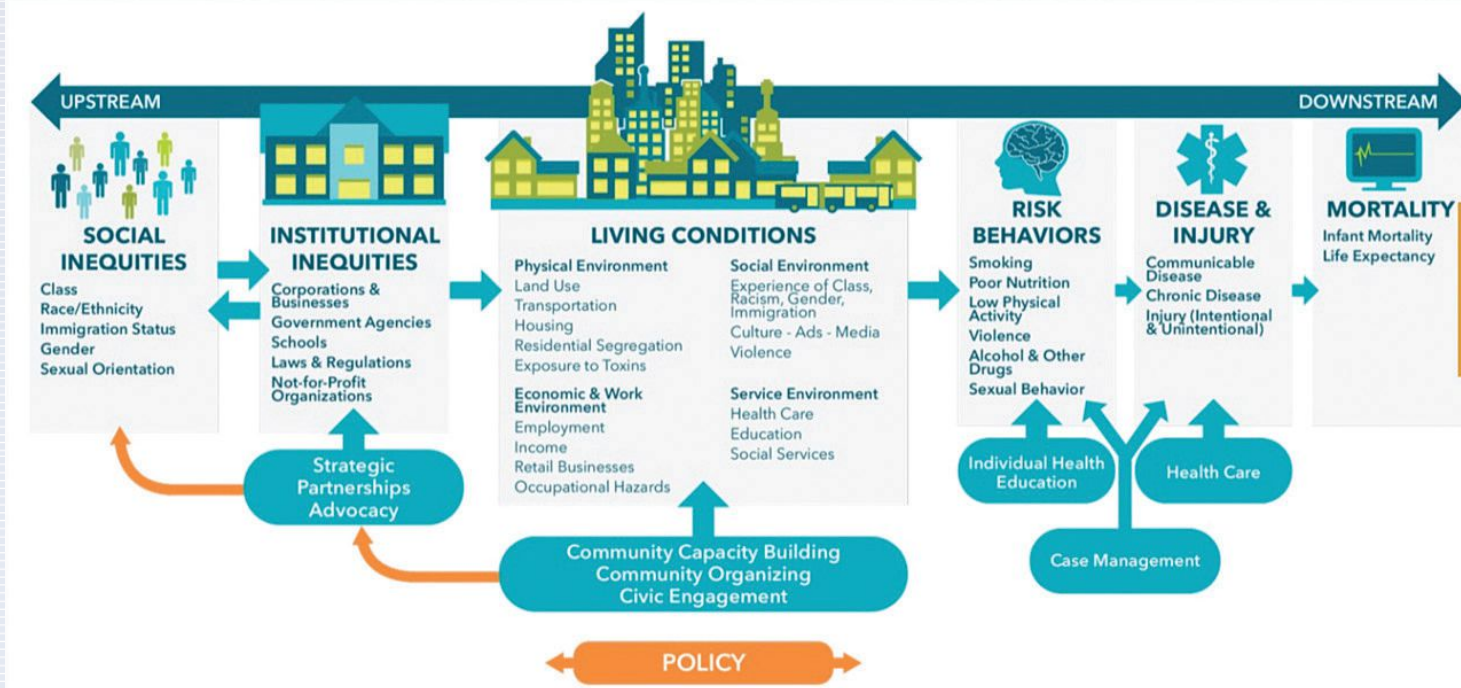 UPSTREAM
DOWNSTREAM
SOCIAL
INEQUITIES
Class
Race/Ethnicity
Immigration Status
Gender
Sexual Orientation
INSTITUTIONAL
INEQUITIES
Corporations &
Businesses
Government Agencies
Schools
Laws & Regulations
Not-for-Profit
Organizations
LIVING CONDITIONS
Physical Environment
Land Use
Transportation
Housing
Residential Segregation
Exposure to Toxins
Economic & Work
Environment
Employment
Income
Retail Businesses
Occupational Hazards
Social Environment
Experience of Class,
Racism, Gender,
Immigration
Culture - Ads - Media
Violence
Service Environment
Health Care
Education
Social Services
RISK
BEHAVIORS
Smoking
Poor Nutrition
Low Physical
Activity
Violence
Alcohol & Other
Drugs
Sexual Behavior
DISEASE &
INJURY
Communicable
Disease
Chronic Disease
Injury (Intentional
& Unintentional)
MORTALITY
Infant Mortality
Life Expectancy
Strategic
Partnerships
Advocacy
Community Capacity Building
Community Organizing
Civic Engagement
Individual Health
Education
Health Care
Case Management
POLICY